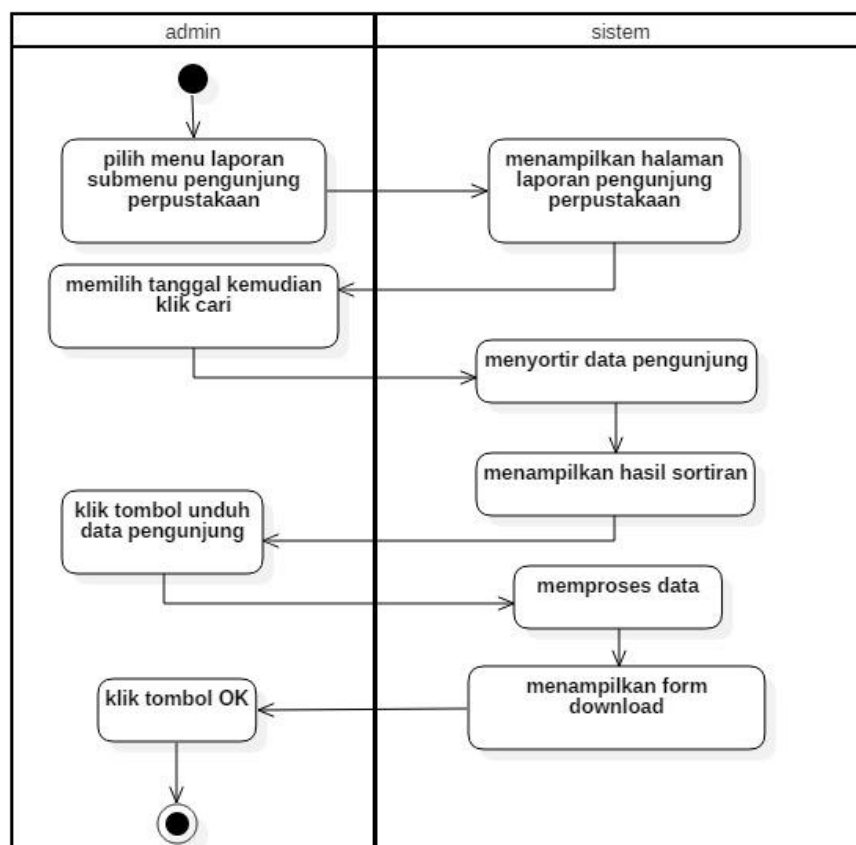 admin
sistem
pilih menu laporan
submenu pengunjung
perpustakaan
menampilkan halaman
laporan pengunjung
perpustakaan
memilih tanggal kemudian
klik cari
menyortir data pengunjung
menampilkan hasil sortiran
klik tombol unduh
data pengunjung
memproses data
menampilkan form
download
klik tombol OK